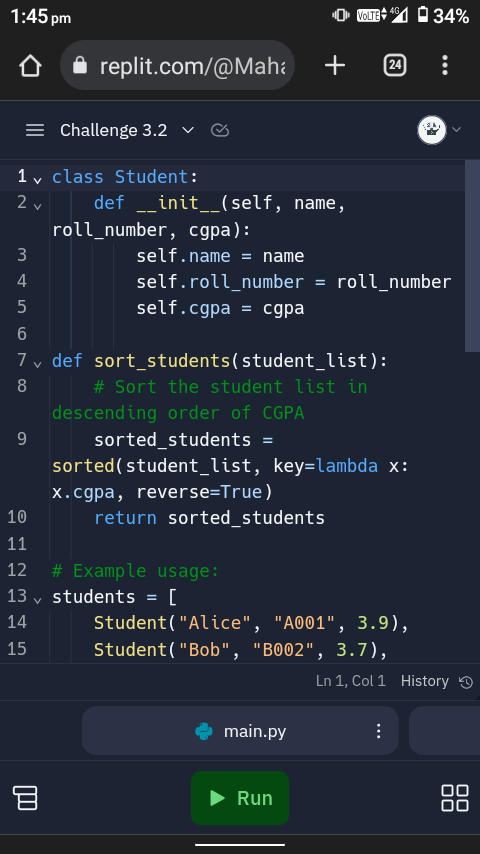 1:45 pm VoLTE 4G 34%
replit.com/@Maha 24
Challenge 3.2
1 class Student:
2 def __init__(self, name,
roll_number, cgpa):
3 self.name = name
4 self.roll_number = roll_number
5 self.cgpa = cgpa
6
7 def sort_students(student_list):
8 # Sort the student list in
descending order of CGPA
9 sorted_students =
sorted(student_list, key=lambda x:
x.cgpa, reverse=True)
10 return sorted_students
11
12 # Example usage:
13 students = [
14 Student("Alice", "A001", 3.9),
15 Student("Bob", "B002", 3.7),
Ln 1, Col 1 History
main.py
Run